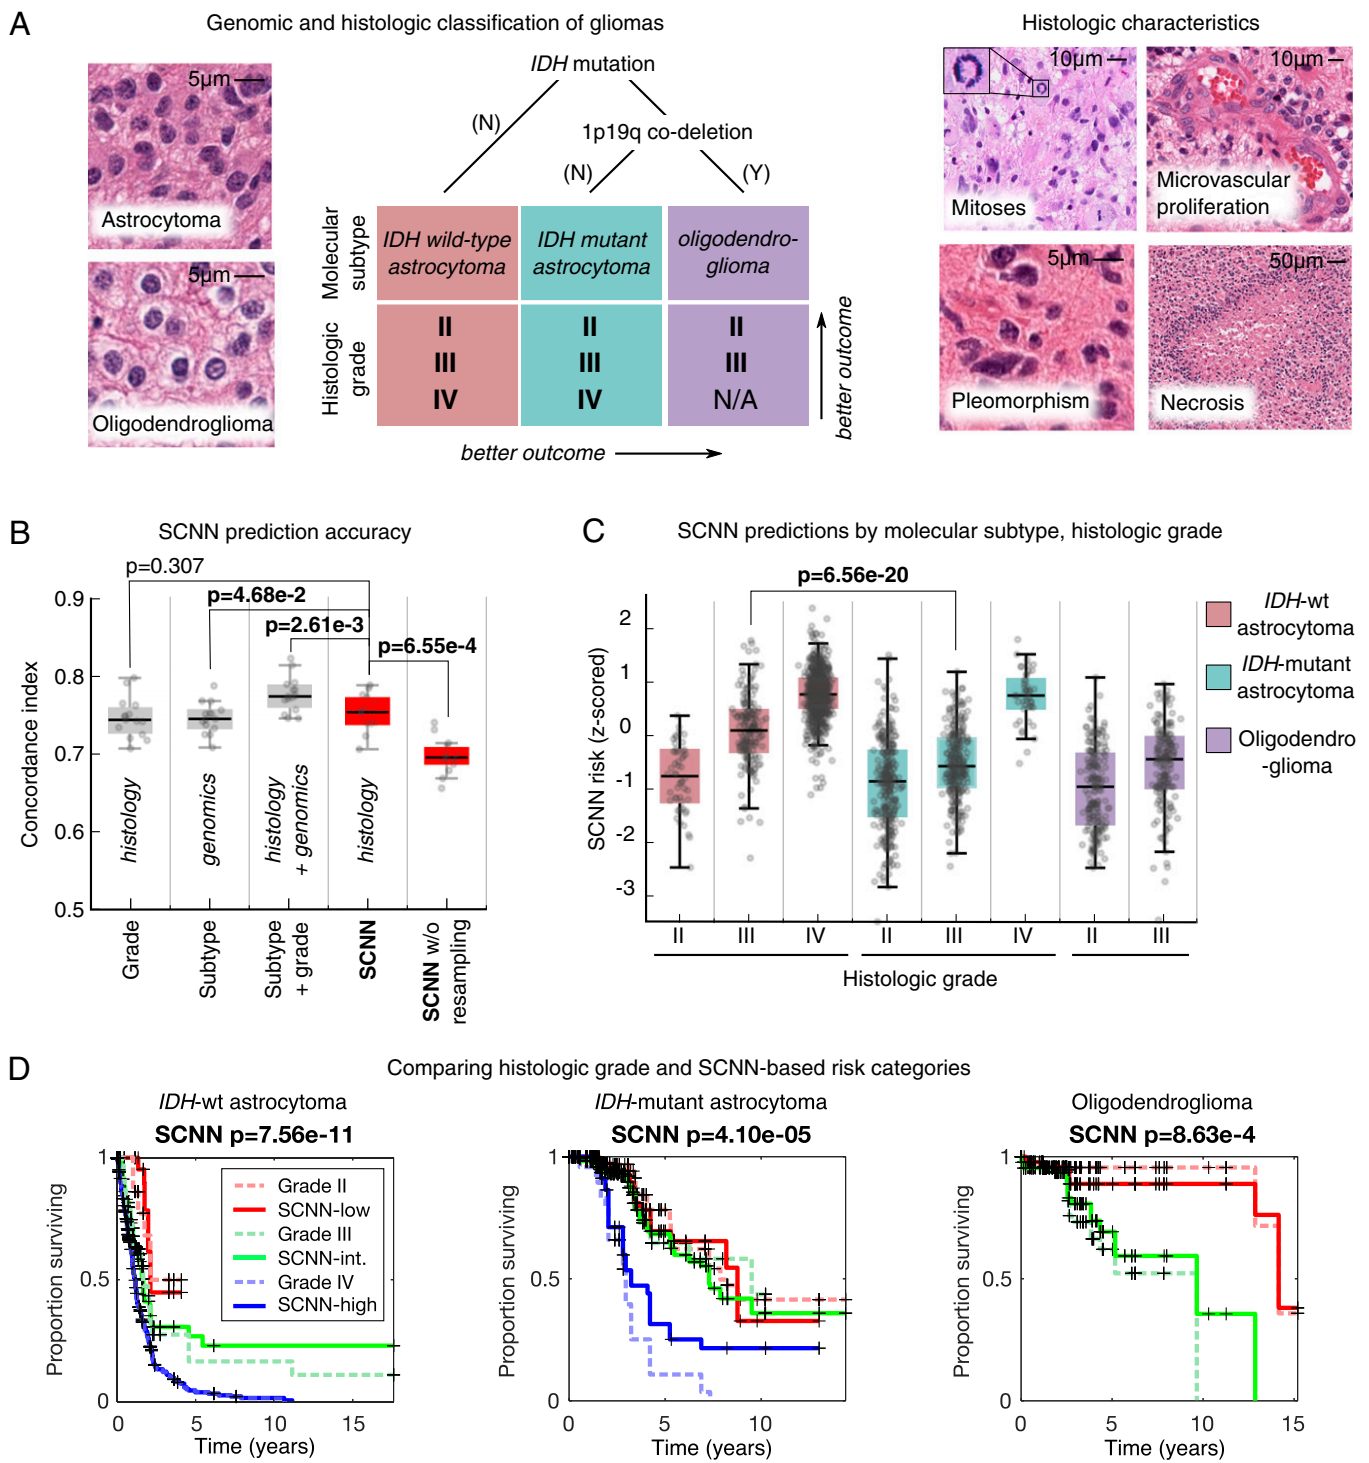 A
Genomic and histologic classification of gliomas
Histologic characteristics
5µm
Astrocytoma
5µm
Oligodendroglioma
IDH mutation
(N)
1p19q co-deletion
(N)
(Y)
Molecular
subtype
IDH wild-type
astrocytoma
IDH mutant
astrocytoma
oligodendro-
glioma
Histologic
grade
II
III
IV
II
III
IV
II
III
N/A
better outcome
better outcome
10µm
Mitoses
10µm
Microvascular
proliferation
5µm
Pleomorphism
50µm
Necrosis
B
SCNN prediction accuracy
p=0.307
p=4.68e-2
p=2.61e-3
p=6.55e-4
Concordance index
0.9
0.8
0.7
0.6
0.5
histology
genomics
histology
+ genomics
histology
Grade
Subtype
Subtype
+ grade
SCNN
SCNN w/o
resampling
C
SCNN predictions by molecular subtype, histologic grade
p=6.56e-20
SCNN risk (z-scored)
2
1
0
-1
-2
-3
II
III
IV
II
III
IV
II
III
Histologic grade
IDH-wt
astrocytoma
IDH-mutant
astrocytoma
Oligodendro
-glioma
D
Comparing histologic grade and SCNN-based risk categories
IDH-wt astrocytoma
SCNN p=7.56e-11
Proportion surviving
1
0.5
0
0
5
10
15
Time (years)
Grade II
SCNN-low
Grade III
SCNN-int.
Grade IV
SCNN-high
IDH-mutant astrocytoma
SCNN p=4.10e-05
Proportion surviving
1
0.5
0
0
5
10
Time (years)
Oligodendroglioma
SCNN p=8.63e-4
Proportion surviving
1
0.5
0
0
5
10
15
Time (years)